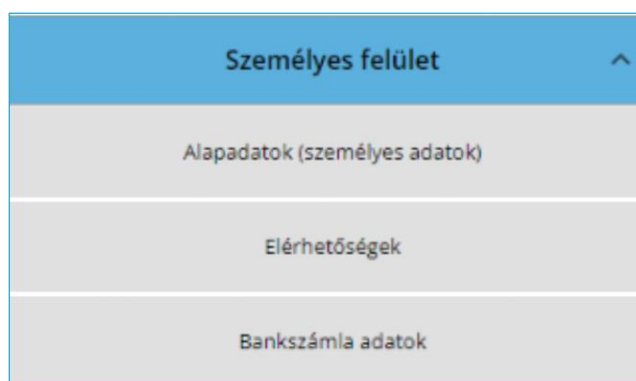 Személyes felület
Alapadatok (személyes adatok)
Elérhetőségek
Bankszámla adatok